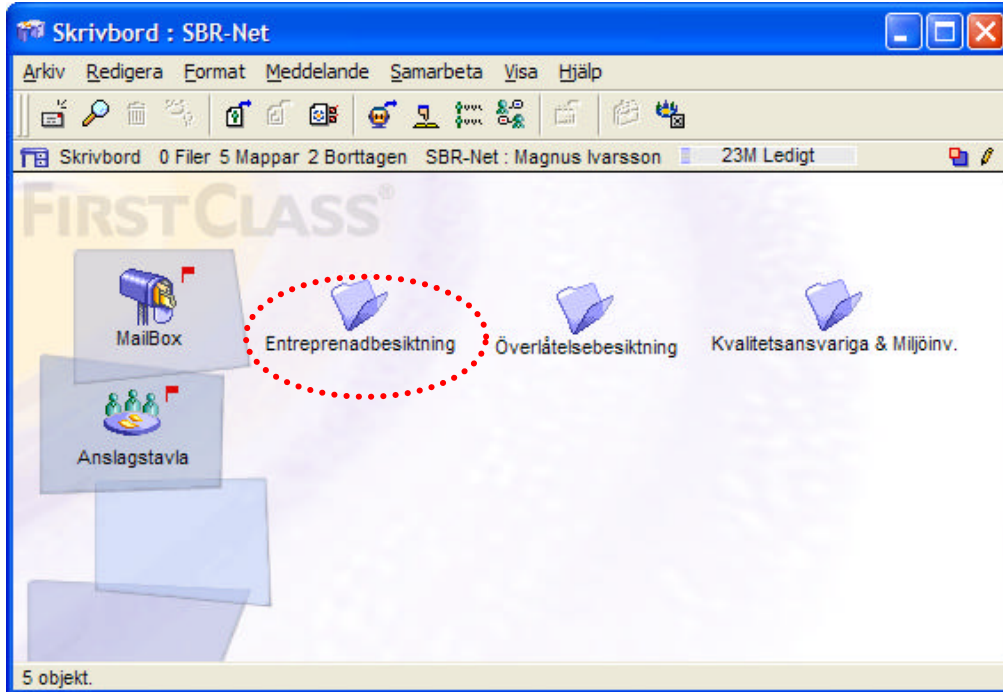 Skrivbord : SBR-Net
Arkiv Redigera Format Meddelande Samarbeta Visa Hjälp
Skrivbord 0 Filer 5 Mappar 2 Borttagen SBR-Net : Magnus Ivarsson 23M Ledigt
FIRSTCLASS®
MailBox
Entreprenadbesiktning
Överlåtelsebesiktning
Kvalitetsansvariga & Miljöinv.
Anslagstavla
5 objekt.